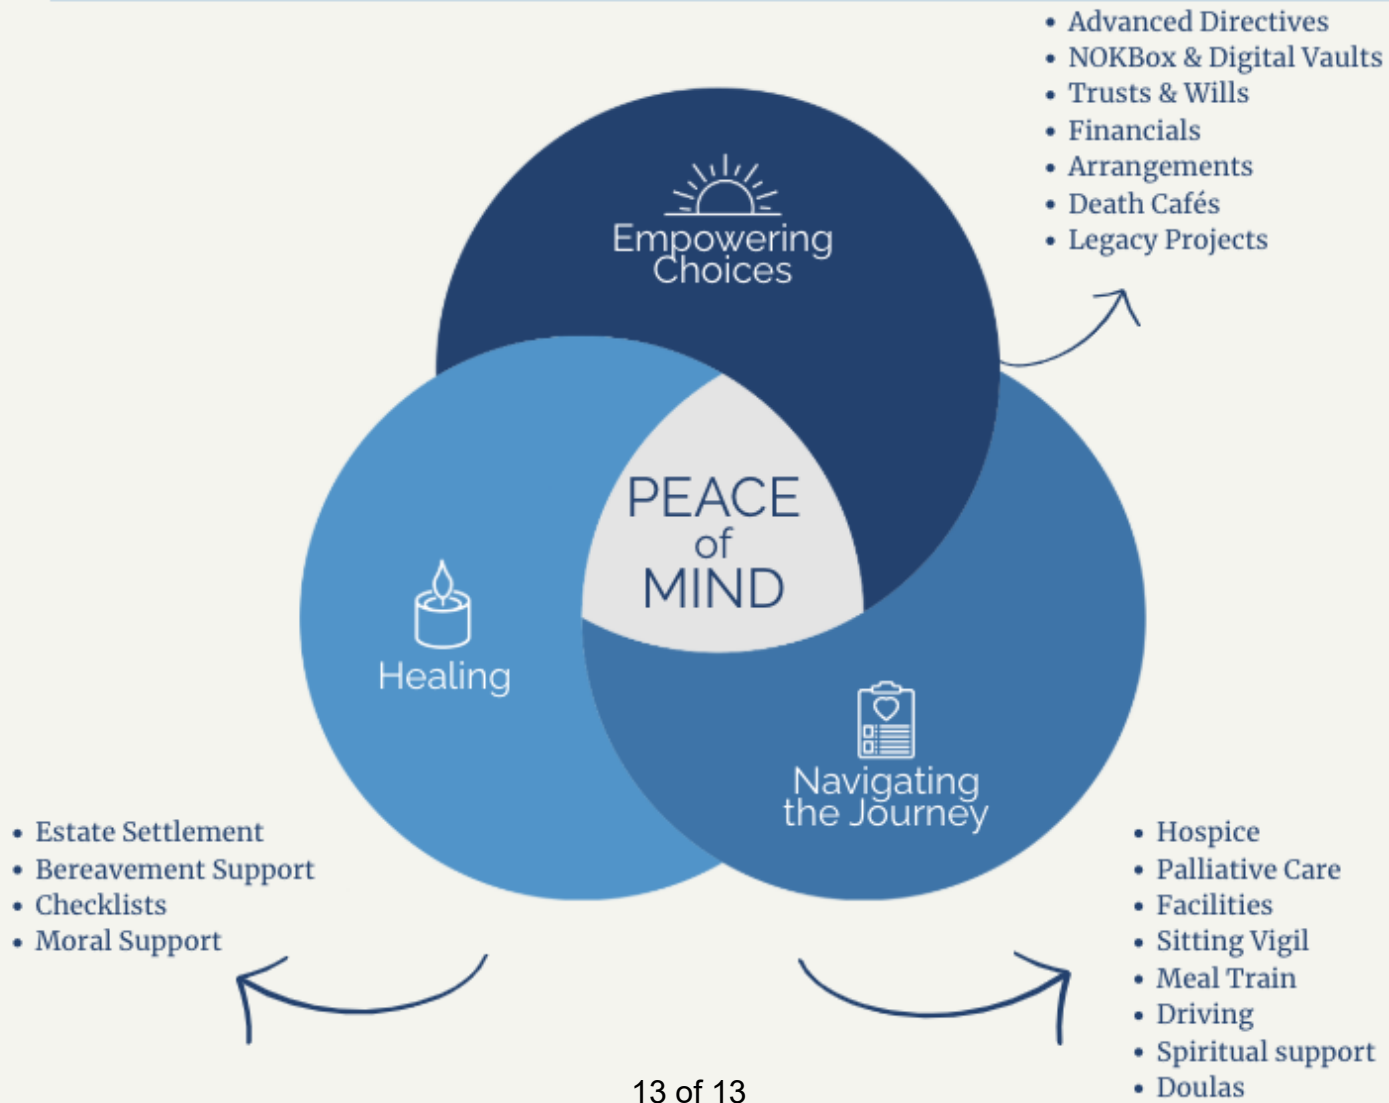 • Advanced Directives
• NOKBox & Digital Vaults
• Trusts & Wills
• Financials
• Arrangements
• Death Cafés
• Legacy Projects
Empowering
Choices
PEACE
of
MIND
Healing
Navigating
the Journey
• Estate Settlement
• Bereavement Support
• Checklists
• Moral Support
• Hospice
• Palliative Care
• Facilities
• Sitting Vigil
• Meal Train
• Driving
• Spiritual support
• Doulas
13 of 13